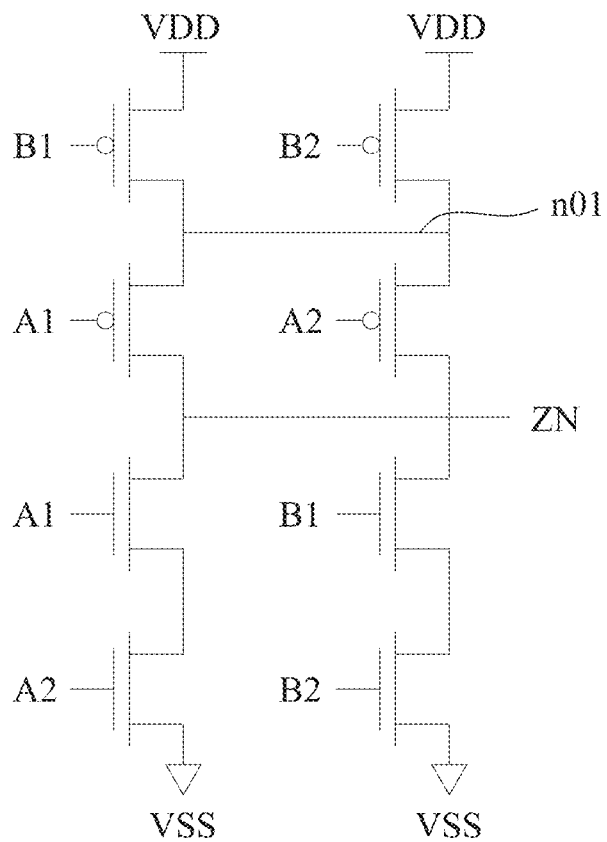 VDD VDD
B1 B2
n01
A1 A2
ZN
A1 B1
A2 B2
VSS VSS